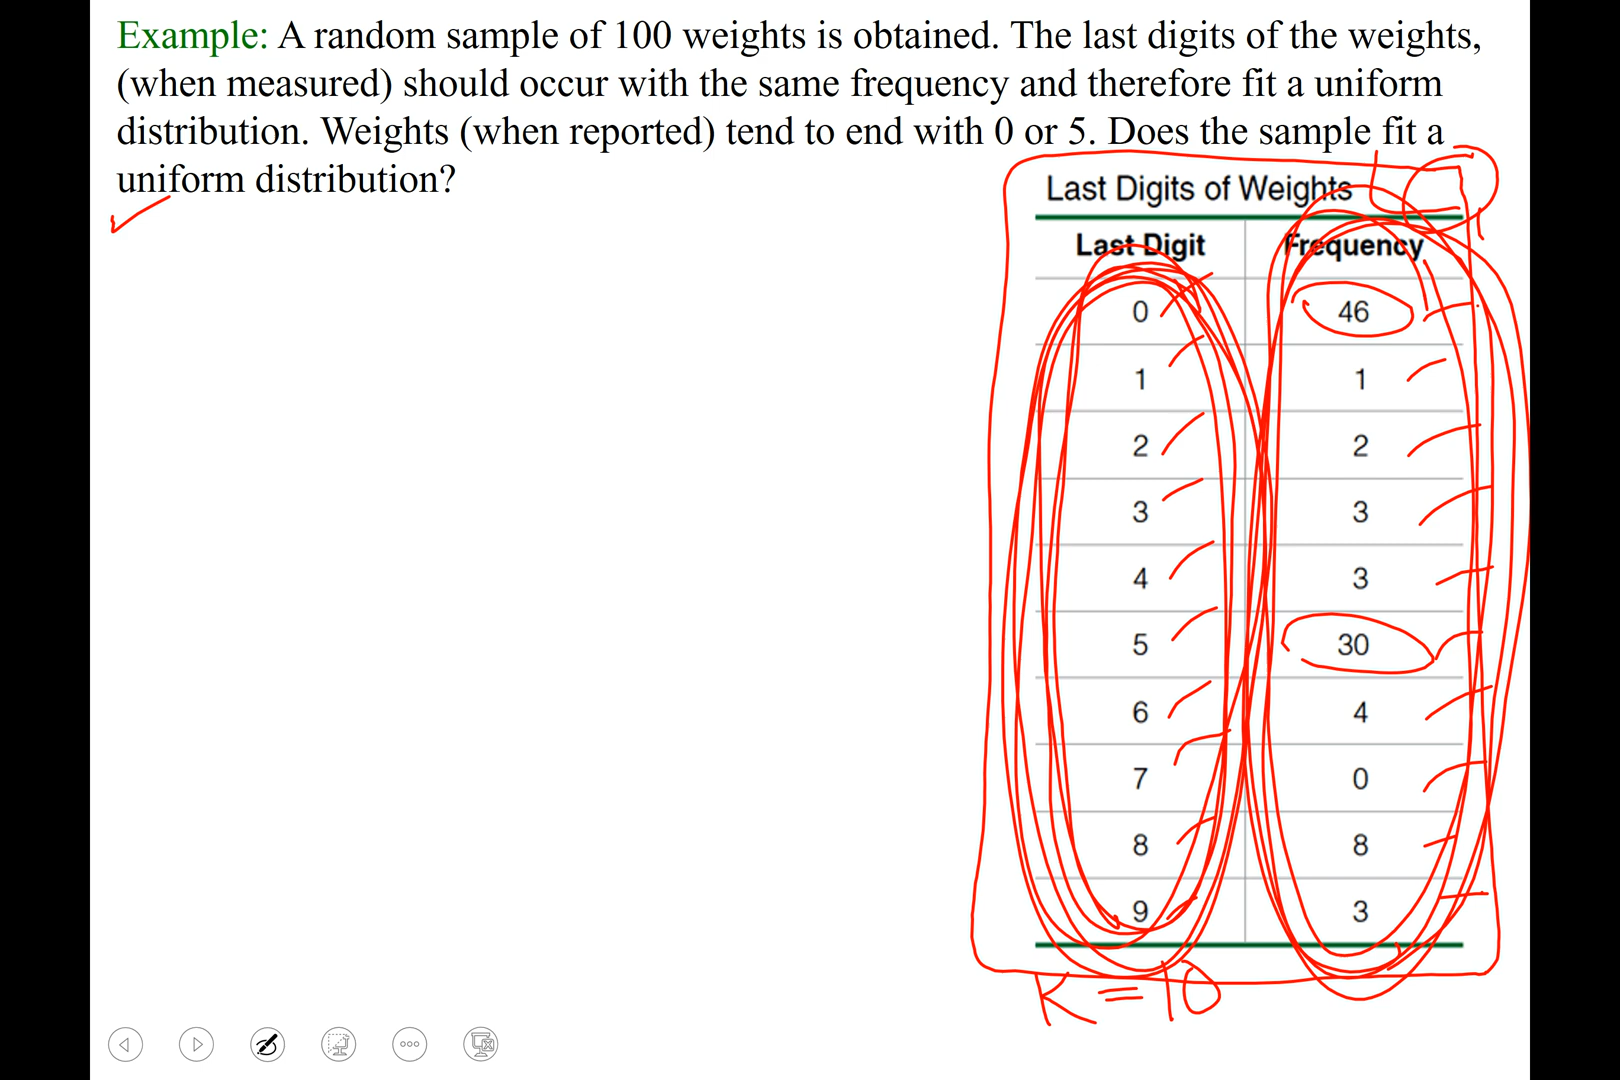 Example: A random sample of 100 weights is obtained. The last digits of the weights,
(when measured) should occur with the same frequency and therefore fit a uniform
distribution. Weights (when reported) tend to end with 0 or 5. Does the sample fit a
uniform distribution?
Last Digits of Weights
Last Digit Frequency
0 46
1 1
2 2
3 3
4 3
5 30
6 4
7 0
8 8
9 3
K = 10